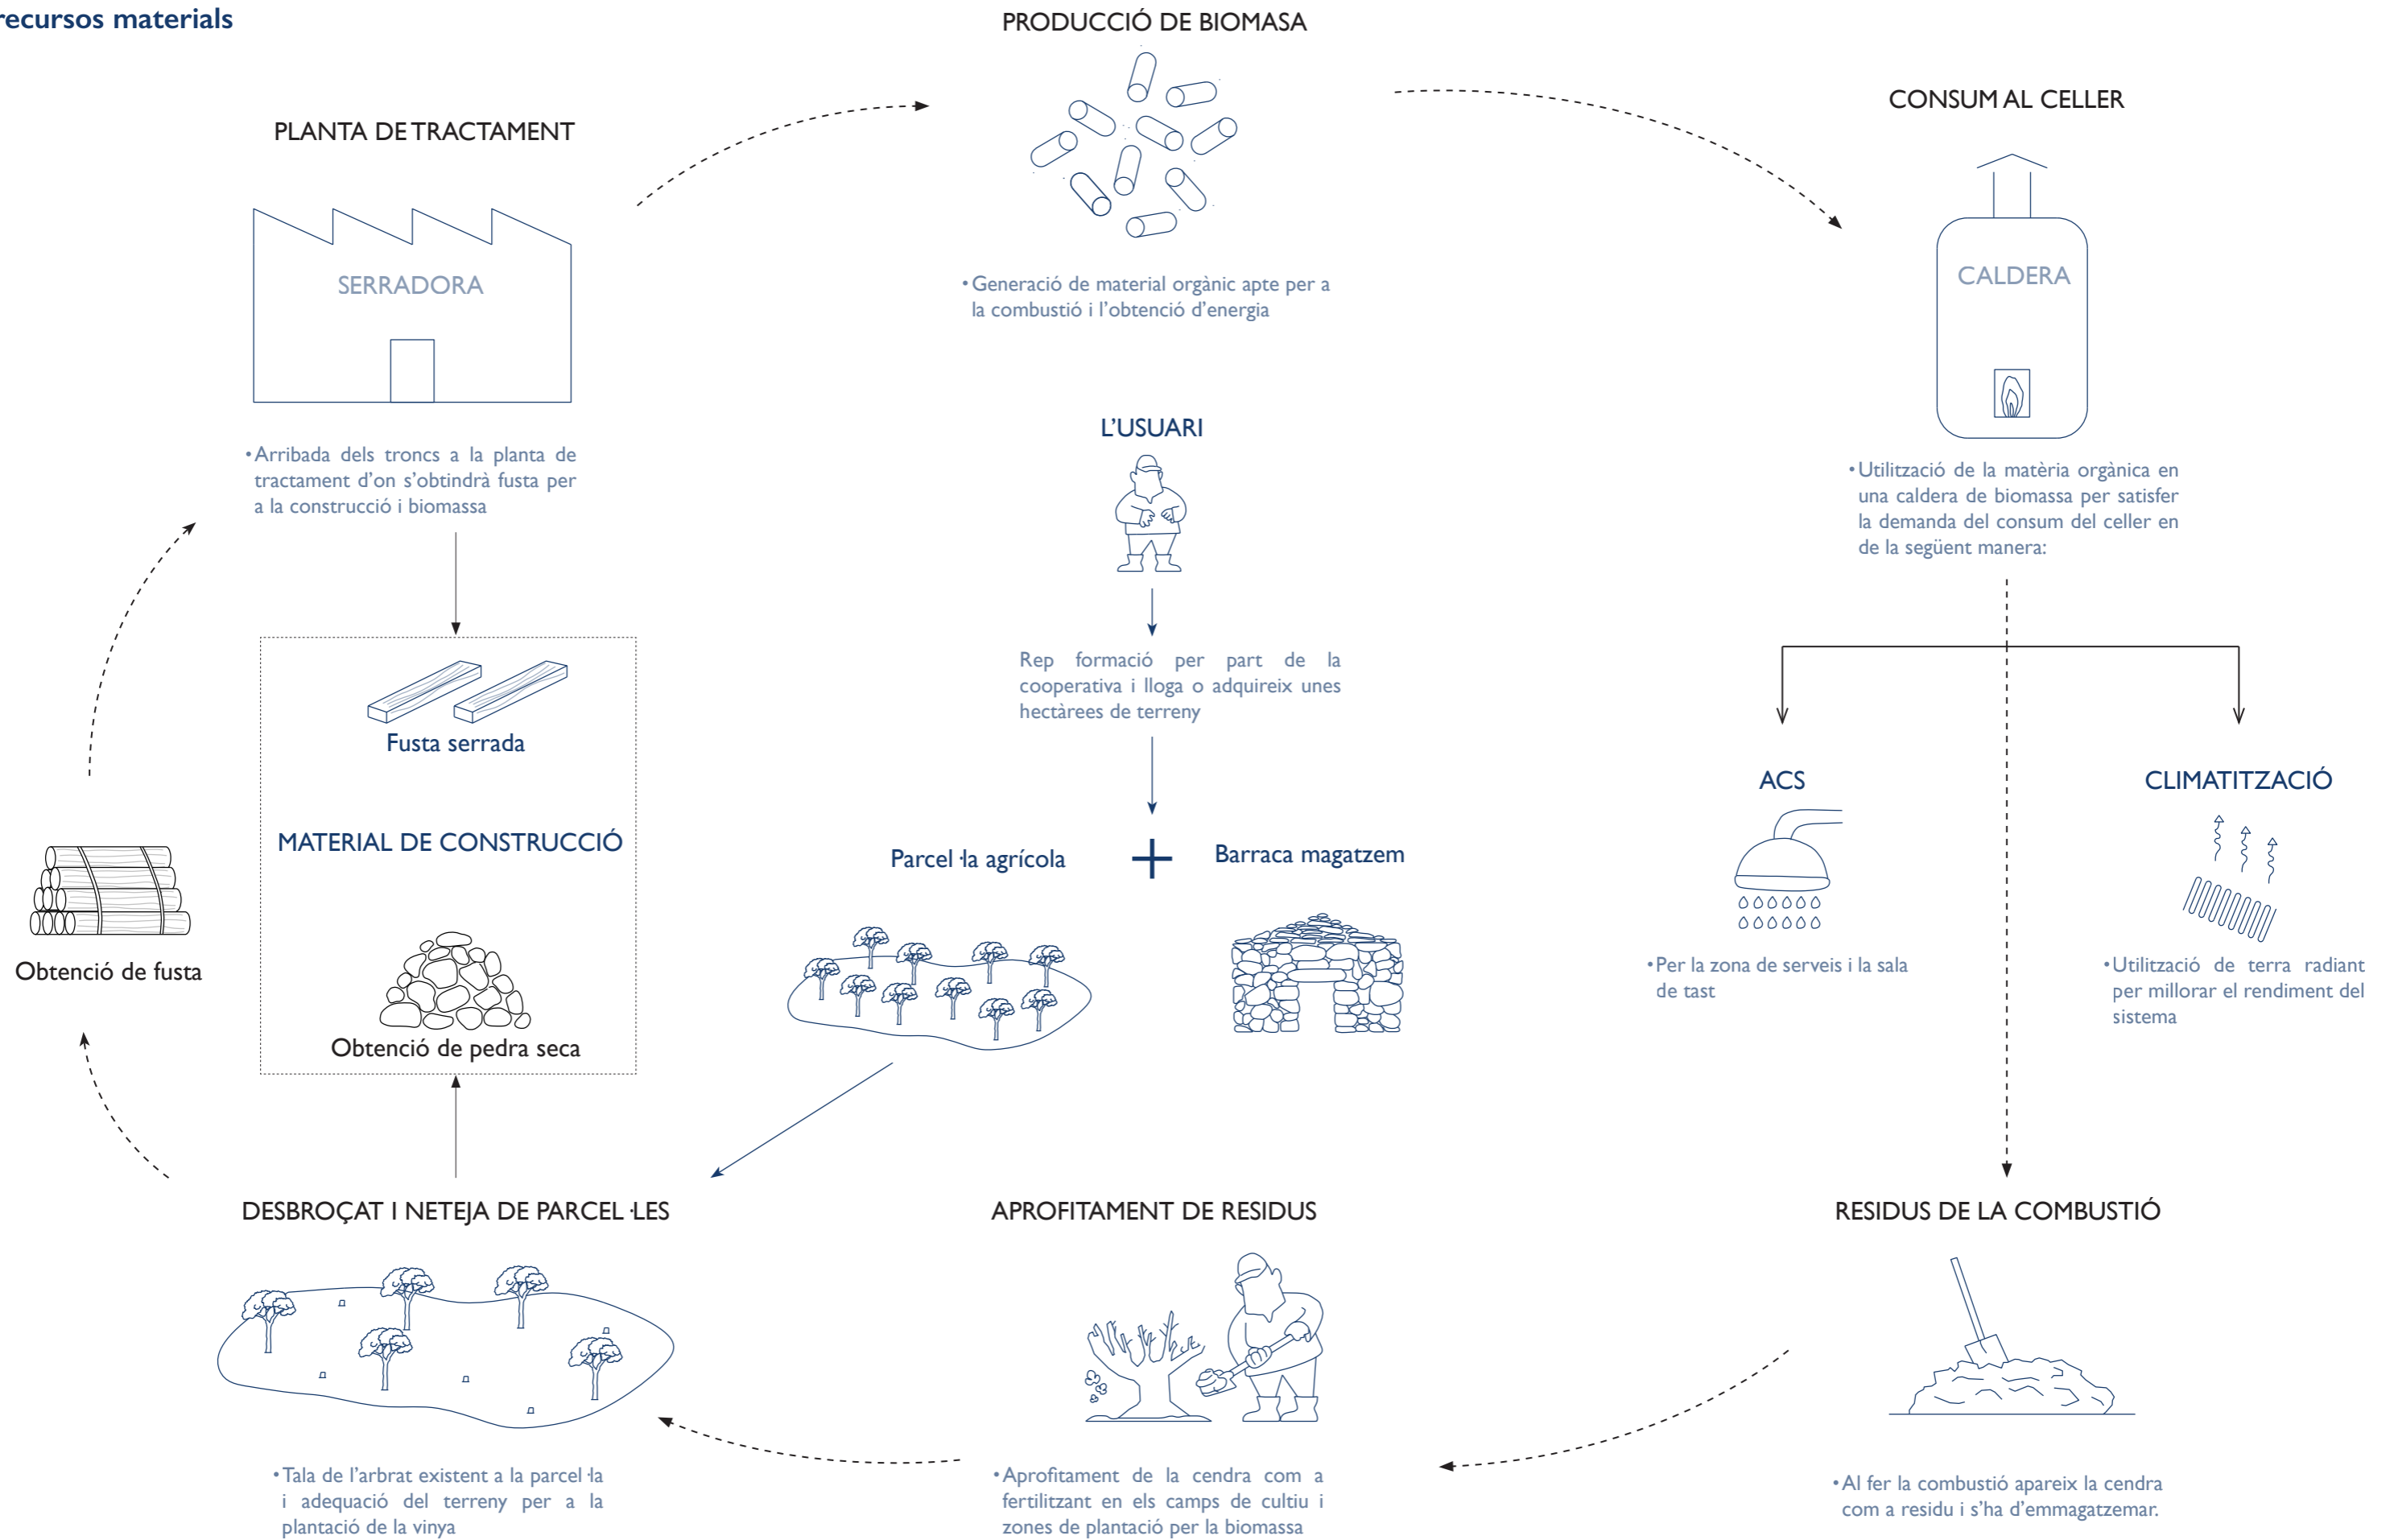 recursos materials
PRODUCCIÓ DE BIOMASA
• Generació de material orgànic apte per a
la combustió i l'obtenció d'energia
CONSUM AL CELLER
CALDERA
• Utilització de la matèria orgànica en
una caldera de biomassa per satisfer
la demanda del consum del celler en
de la següent manera:
PLANTA DE TRACTAMENT
SERRADORA
• Arribada dels troncs a la planta de
tractament d'on s'obtindrà fusta per
a la construcció i biomassa
L'USUARI
Rep formació per part de la
cooperativa i lloga o adquireix unes
hectàrees de terreny
Parcel·la agrícola
+
Barraca magatzem
Fusta serrada
MATERIAL DE CONSTRUCCIÓ
Obtenció de pedra seca
Obtenció de fusta
ACS
• Per la zona de serveis i la sala
de tast
CLIMATITZACIÓ
• Utilització de terra radiant
per millorar el rendiment del
sistema
DESBROÇAT I NETEJA DE PARCEL·LES
• Tala de l'arbrat existent a la parcel·la
i adequació del terreny per a la
plantació de la vinya
APROFITAMENT DE RESIDUS
• Aprofitament de la cendra com a
fertilitzant en els camps de cultiu i
zones de plantació per la biomassa
RESIDUS DE LA COMBUSTIÓ
• Al fer la combustió apareix la cendra
com a residu i s'ha d'emmagatzemar.